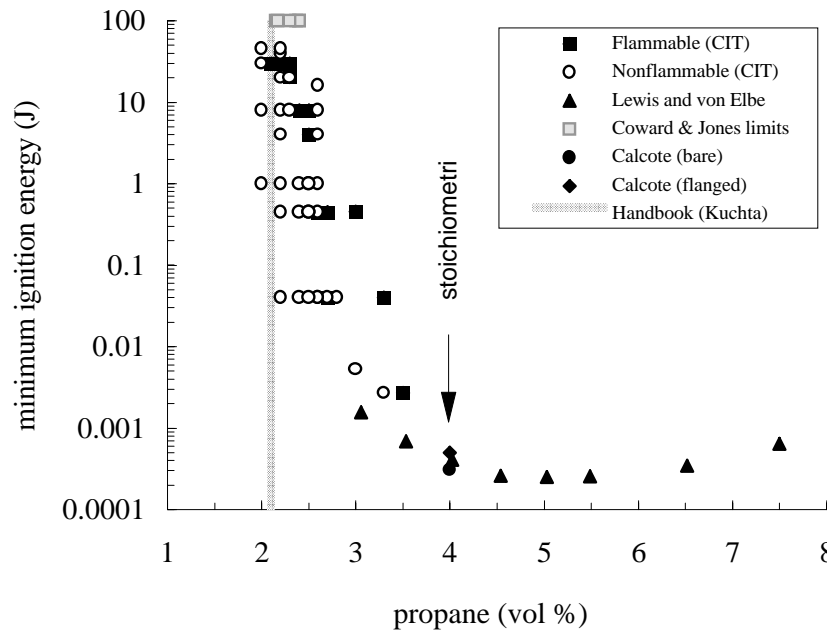 100
10
1
0.1
0.01
0.001
0.0001
minimum ignition energy (J)
1 2 3 4 5 6 7 8
propane (vol %)
stoichiometri
Flammable (CIT)
Nonflammable (CIT)
Lewis and von Elbe
Coward & Jones limits
Calcote (bare)
Calcote (flanged)
Handbook (Kuchta)